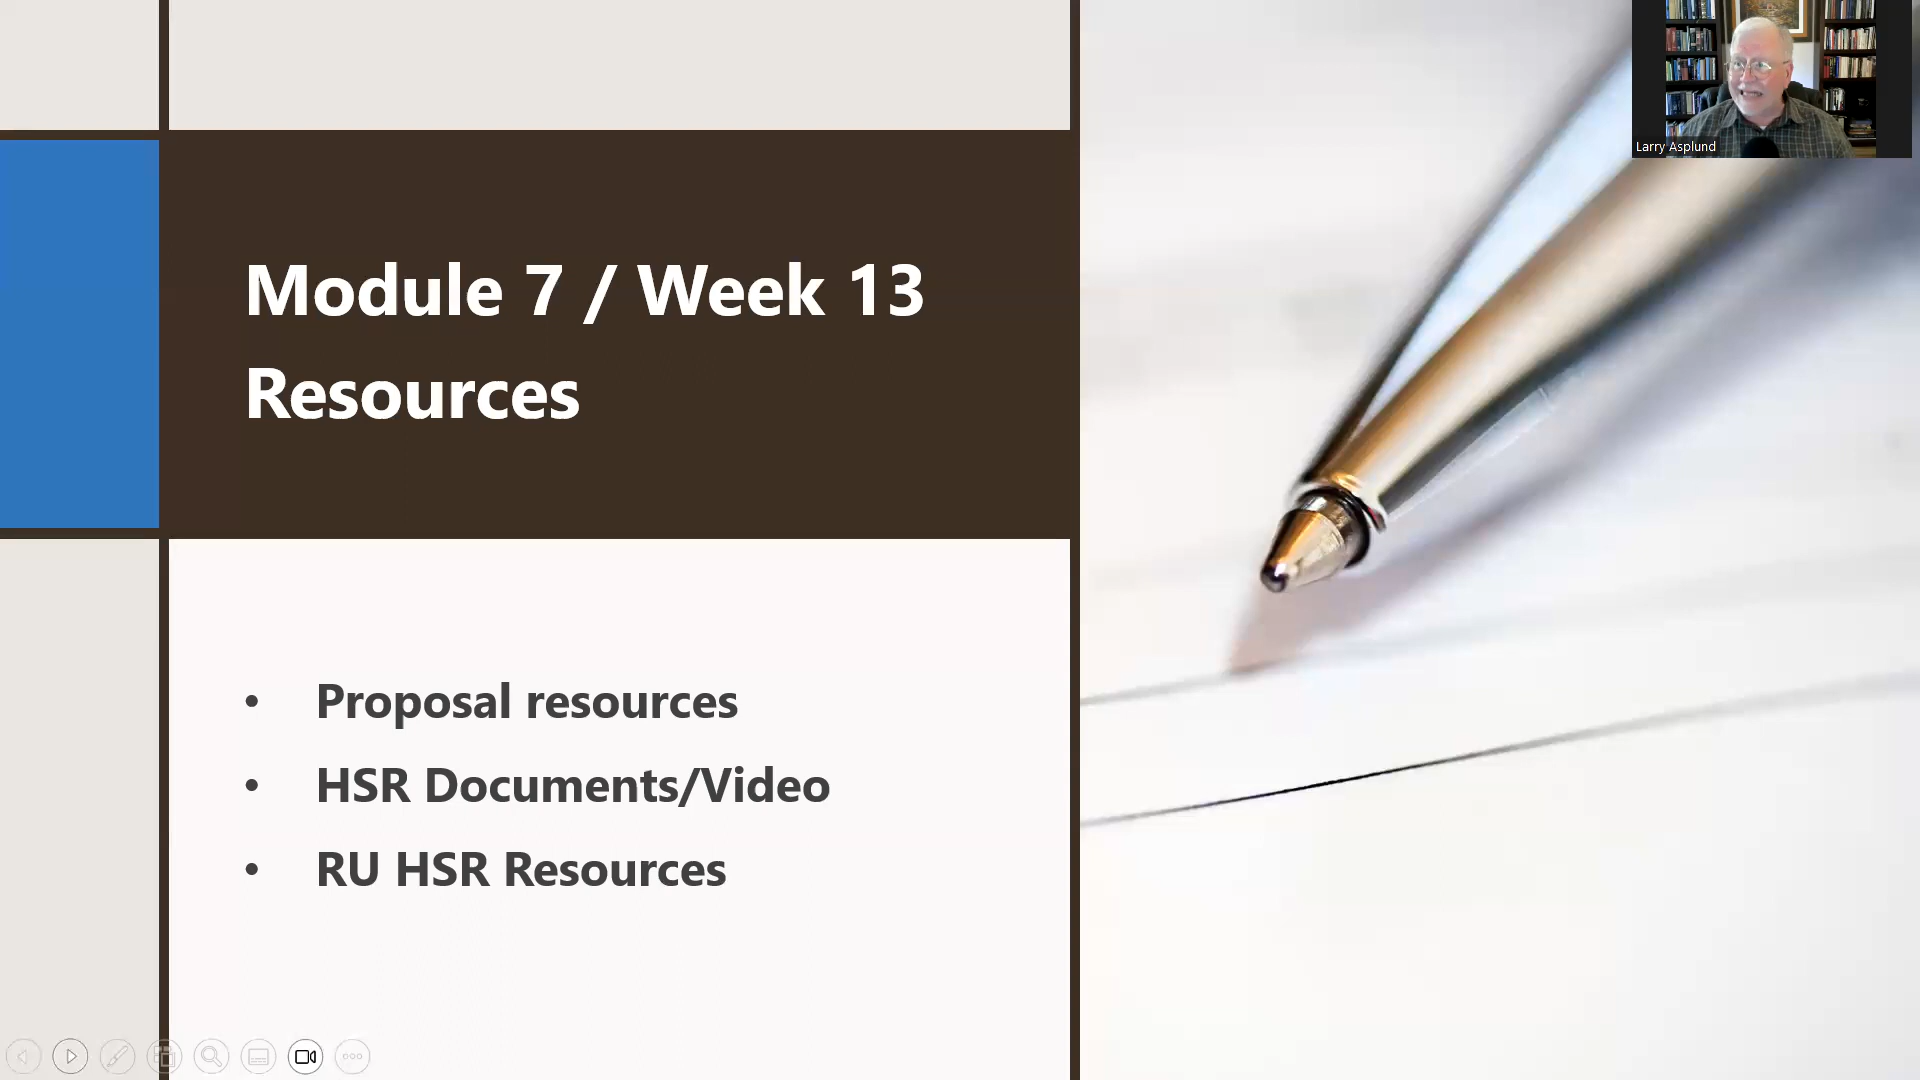 Module 7 / Week 13
Resources
• Proposal resources
• HSR Documents/Video
• RU HSR Resources
Larry Asplund